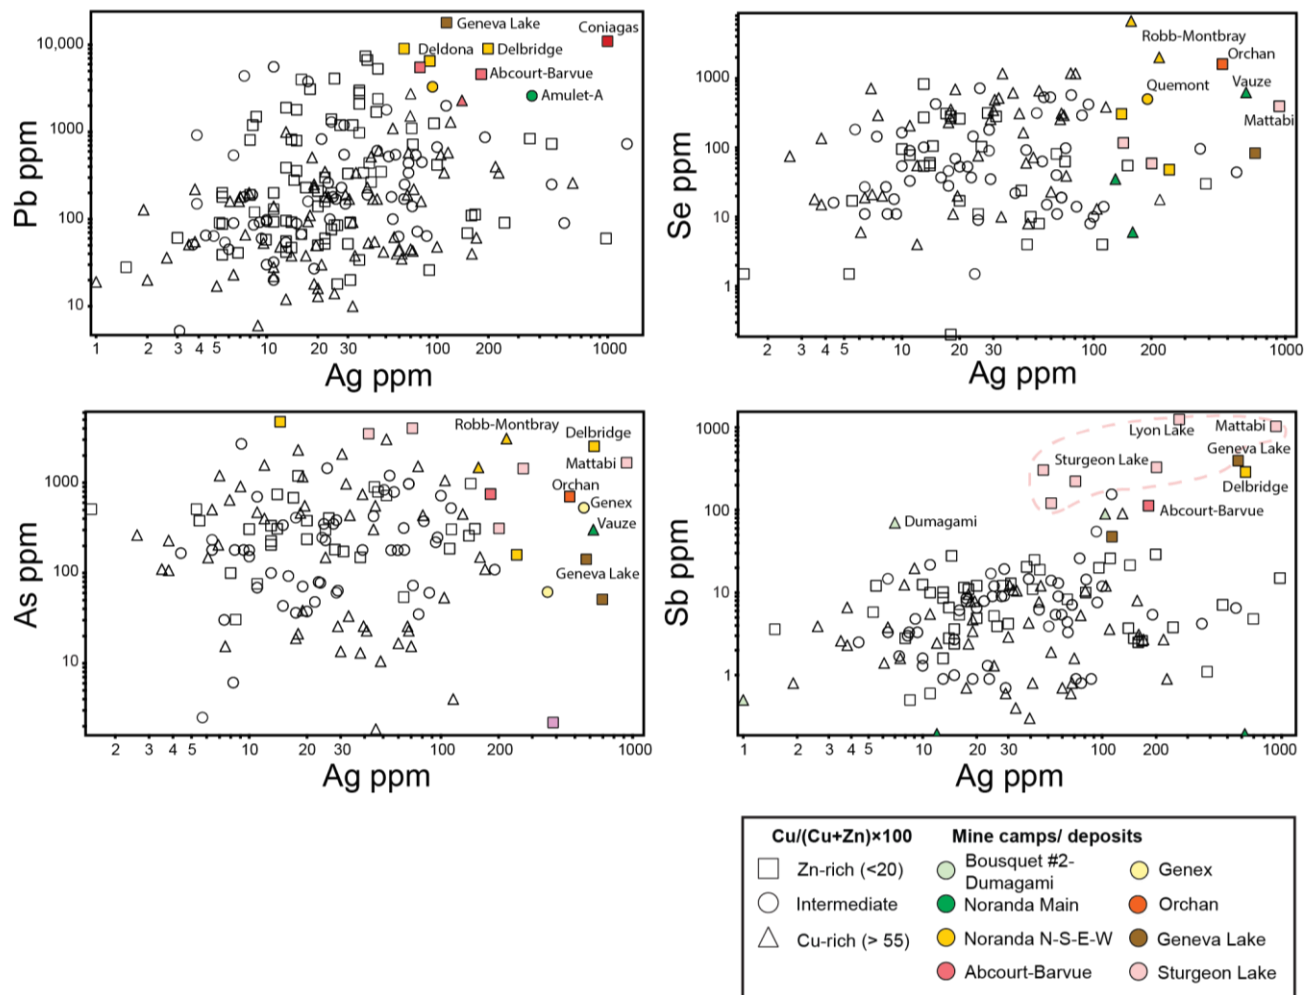 Geneva Lake
Coniagas
Deldona
Delbridge
Abcourt-Barvue
Amulet-A
10,000
1000
100
10
Pb ppm
1 2 3 4 5 10 20 30 100 200 1000
Ag ppm
Robb-Montbray
Orchan
Quemont
Vauze
Mattabi
1000
100
10
1
Se ppm
2 3 4 5 10 20 30 100 200 1000
Ag ppm
Robb-Montbray
Delbridge
Mattabi
Orchan
Genex
Vauze
Geneva Lake
1000
100
10
As ppm
2 3 4 5 10 20 30 100 200 1000
Ag ppm
Lyon Lake
Mattabi
Geneva Lake
Sturgeon Lake
Delbridge
Abcourt-Barvue
Dumagami
1000
100
10
1
Sb ppm
1 2 3 4 5 10 20 30 100 200 1000
Ag ppm
Cu/(Cu+Zn)×100
Zn-rich (<20)
Intermediate
Cu-rich (> 55)
Mine camps/ deposits
Bousquet #2-
Dumagami
Noranda Main
Noranda N-S-E-W
Abcourt-Barvue
Genex
Orchan
Geneva Lake
Sturgeon Lake